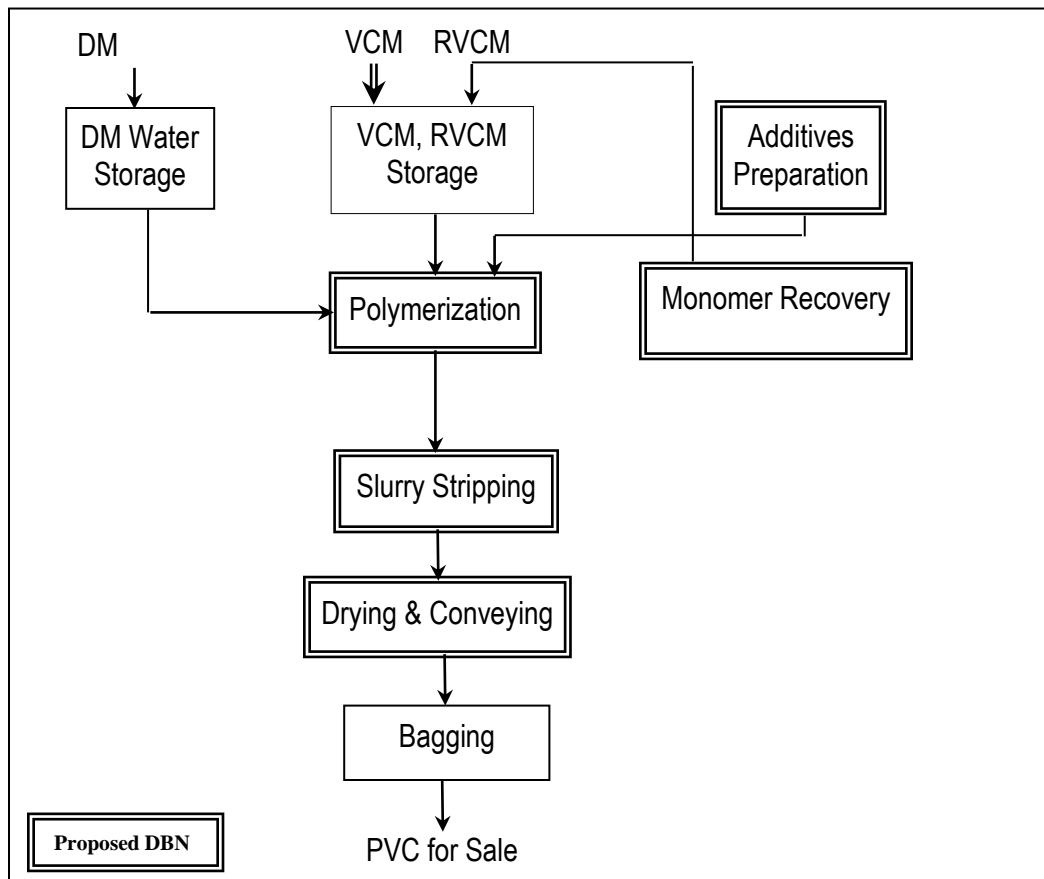 DM
VCM RVCM
DM Water
Storage
VCM, RVCM
Storage
Additives
Preparation
Polymerization
Monomer Recovery
Slurry Stripping
Drying & Conveying
Bagging
Proposed DBN
PVC for Sale